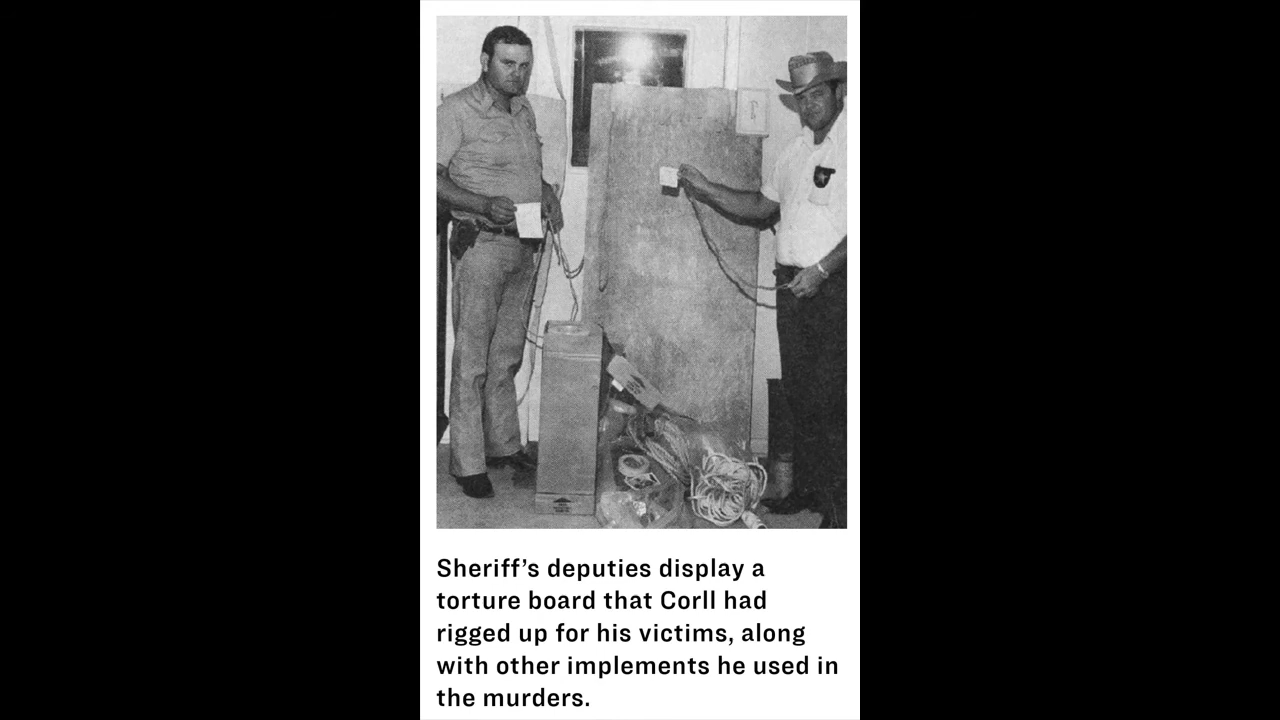 Sheriff’s deputies display a
torture board that Corll had
rigged up for his victims, along
with other implements he used in
the murders.